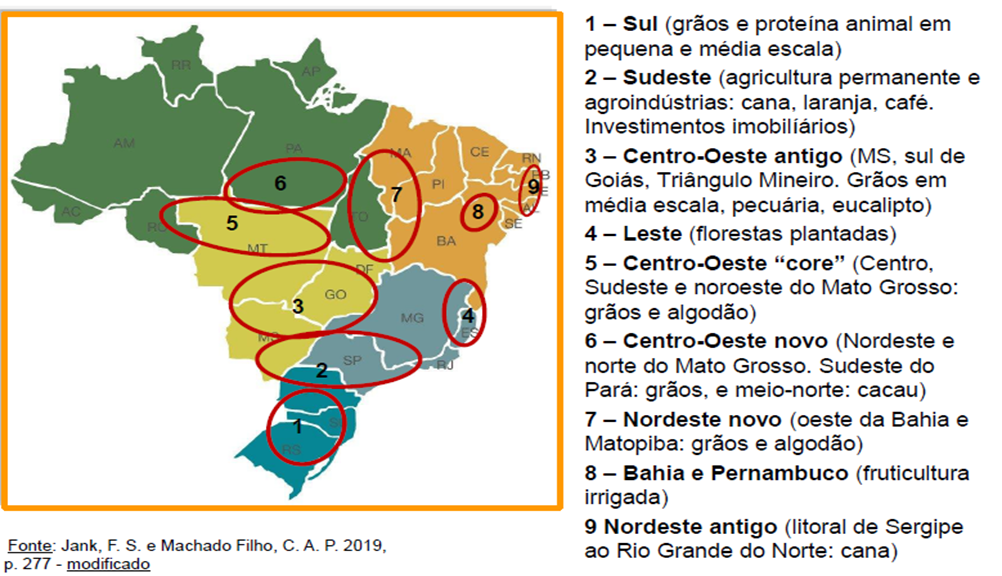 RR
AP
AM
PA
MA
CE
RN
PB
E
PI
AL
SE
AC
RO
TO
BA
MT
DF
GO
MG
MS
ES
SP
RJ
SC
RS
1
2
3
4
5
6
7
8
9
1 – Sul (grãos e proteína animal em
pequena e média escala)
2 – Sudeste (agricultura permanente e
agroindústrias: cana, laranja, café.
Investimentos imobilíários)
3 – Centro-Oeste antigo (MS, sul de
Goiás, Triângulo Mineiro. Grãos em
média escala, pecuária, eucalipto)
4 – Leste (florestas plantadas)
5 – Centro-Oeste “core” (Centro,
Sudeste e noroeste do Mato Grosso:
grãos e algodão)
6 – Centro-Oeste novo (Nordeste e
norte do Mato Grosso. Sudeste do
Pará: grãos, e meio-norte: cacau)
7 – Nordeste novo (oeste da Bahia e
Matopiba: grãos e algodão)
8 – Bahia e Pernambuco (fruticultura
irrigada)
9 Nordeste antigo (litoral de Sergipe
ao Rio Grande do Norte: cana)
Fonte: Jank, F. S. e Machado Filho, C. A. P. 2019,
p. 277 - modificado